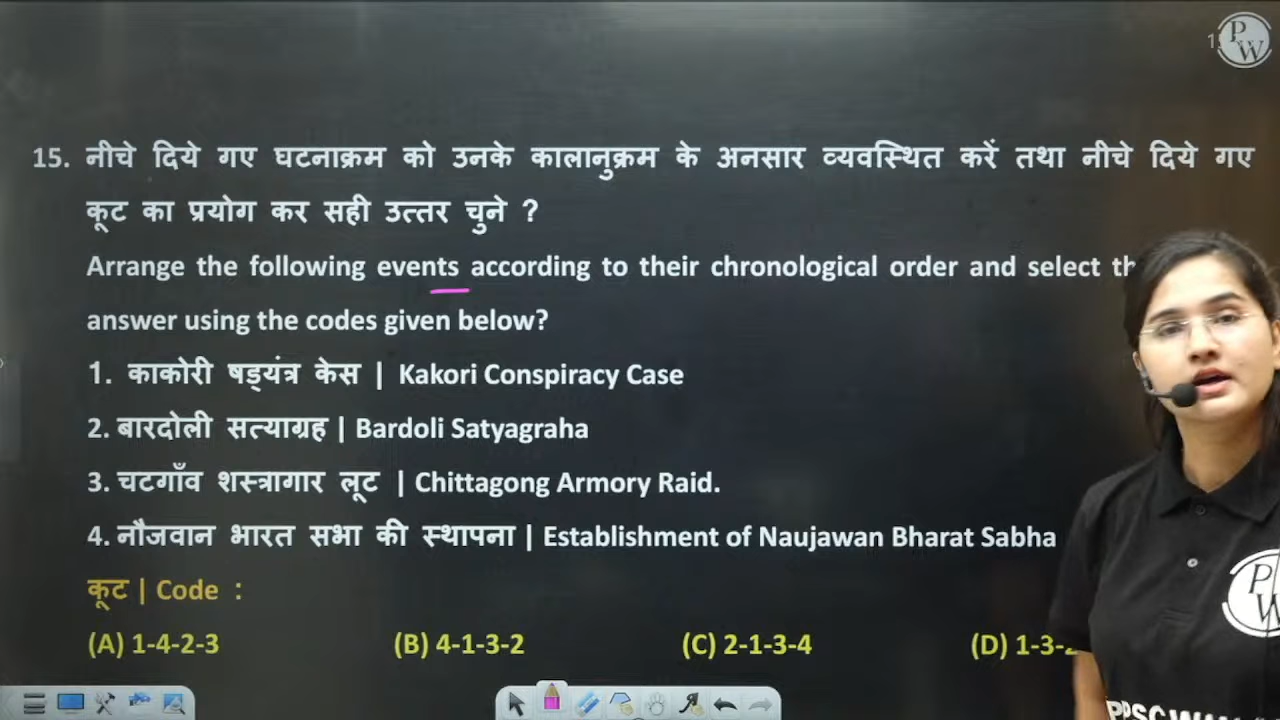 15. नीचे दिये गए घटनाक्रम को उनके कालानुक्रम के अनसार व्यवस्थित करें तथा नीचे दिये गए
कूट का प्रयोग कर सही उत्तर चुने ?
Arrange the following events according to their chronological order and select
answer using the codes given below?
1. काकोरी षड्यंत्र केस | Kakori Conspiracy Case
2. बारदोली सत्याग्रह | Bardoli Satyagraha
3. चटगाँव शस्त्रागार लूट | Chittagong Armory Raid.
4. नौजवान भारत सभा की स्थापना | Establishment of Naujawan Bharat Sabha
कूट | Code :
(A) 1-4-2-3 (B) 4-1-3-2 (C) 2-1-3-4 (D) 1-3-
PW
PW